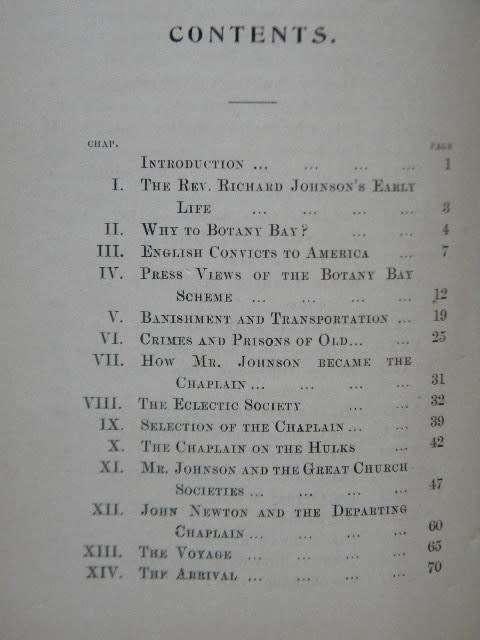 CONTENTS.
CHAP. PAGE
INTRODUCTION ... ... ... ... 1
I. THE REV. RICHARD JOHNSON'S EARLY
LIFE ... ... ... ... 3
II. WHY TO BOTANY BAY? ... ... 4
III. ENGLISH CONVICTS TO AMERICA ... 7
IV. PRESS VIEWS OF THE BOTANY BAY
SCHEME ... ... ... ... 12
V. BANISHMENT AND TRANSPORTATION ... 19
VI. CRIMES AND PRISONS OF OLD... ... 25
VII. HOW MR. JOHNSON BECAME THE
CHAPLAIN ... ... ... ... 31
VIII. THE ECLECTIC SOCIETY ... ... 32
IX. SELECTION OF THE CHAPLAIN ... ... 39
X. THE CHAPLAIN ON THE HULKS ... 42
XI. MR. JOHNSON AND THE GREAT CHURCH
SOCIETIES ... ... ... ... 47
XII. JOHN NEWTON AND THE DEPARTING
CHAPLAIN ... ... ... ... 60
XIII. THE VOYAGE ... ... ... ... 65
XIV. THE ARRIVAL ... ... ... ... 70